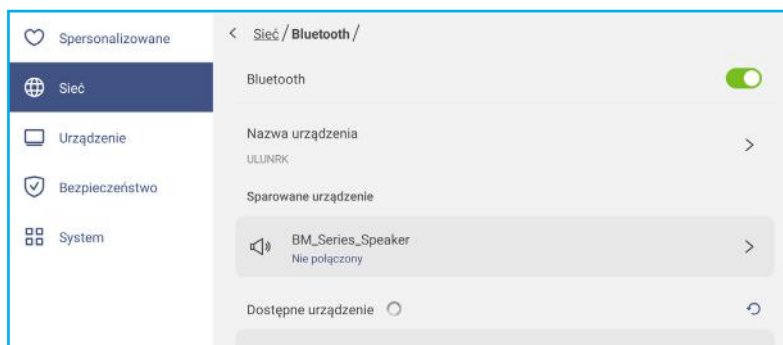 Spersonalizowane
Sieć
Urządzenie
Bezpieczeństwo
System
Sieć / Bluetooth /
Bluetooth
Nazwa urządzenia
ULUNRK
Sparowane urządzenie
BM_Series_Speaker
Nie połączony
Dostępne urządzenie